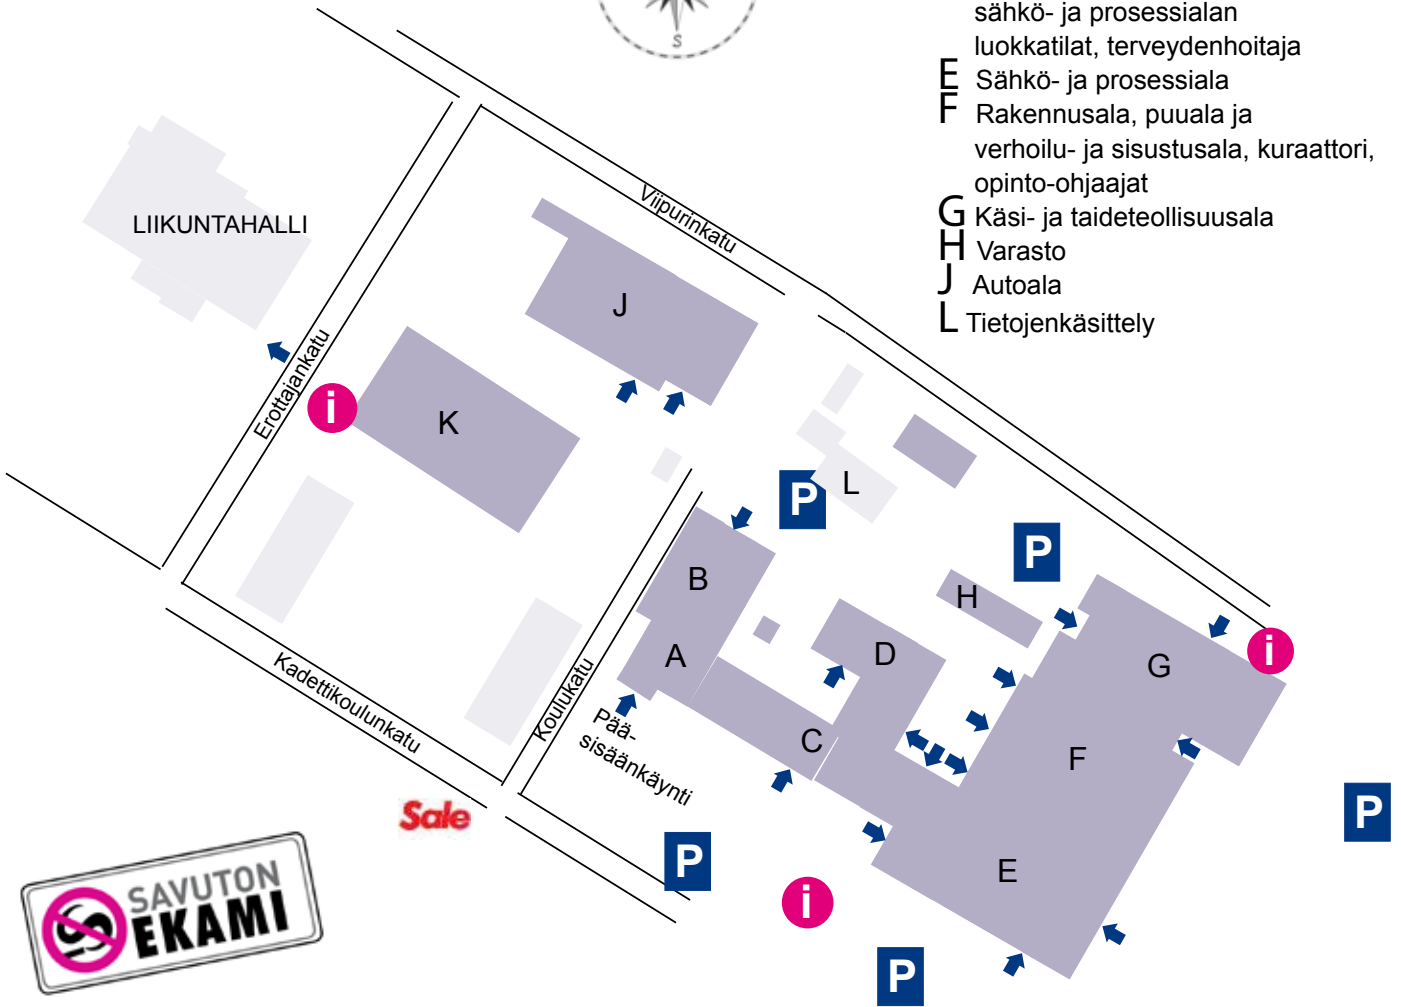 S
sähkö- ja prosessialan
luokkatilat, terveydenhoitaja
E Sähkö- ja prosessiala
F Rakennusala, puuala ja
verhoilu- ja sisustusala, kuraattori,
opinto-ohjaajat
G Käsi- ja taideteollisuusala
H Varasto
J Autoala
L Tietojenkäsittely
Viipurinkatu
LIIKUNTAHALLI
J
Erottajankatu
i
K
L
P
P
B
H
A
D
G
i
Kadettikoulunkatu
Koulukatu
Pää-
sisäänkäynti
C
F
Sale
P
P
E
i
SAVUTON
EKAMI
P